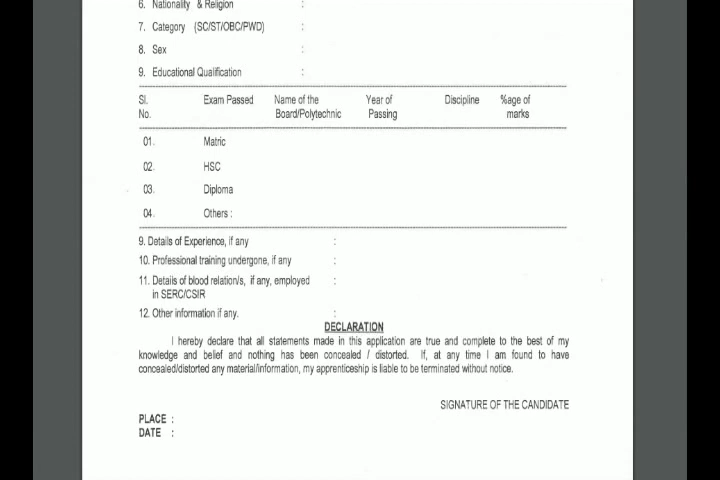 6. Nationality & Religion :
7. Category (SC/ST/OBC/PWD) :
8. Sex :
9. Educational Qualification :
Sl. Exam Passed Name of the Year of Discipline %age of
No. Board/Polytechnic Passing marks
01. Matric
02. HSC
03. Diploma
04. Others :
9. Details of Experience, if any :
10. Professional training undergone, if any :
11. Details of blood relation/s, if any, employed :
in SERC/CSIR
12. Other information if any. :
DECLARATION
I hereby declare that all statements made in this application are true and complete to the best of my
knowledge and belief and nothing has been concealed / distorted. If, at any time I am found to have
concealed/distorted any material/information, my apprenticeship is liable to be terminated without notice.
SIGNATURE OF THE CANDIDATE
PLACE :
DATE :